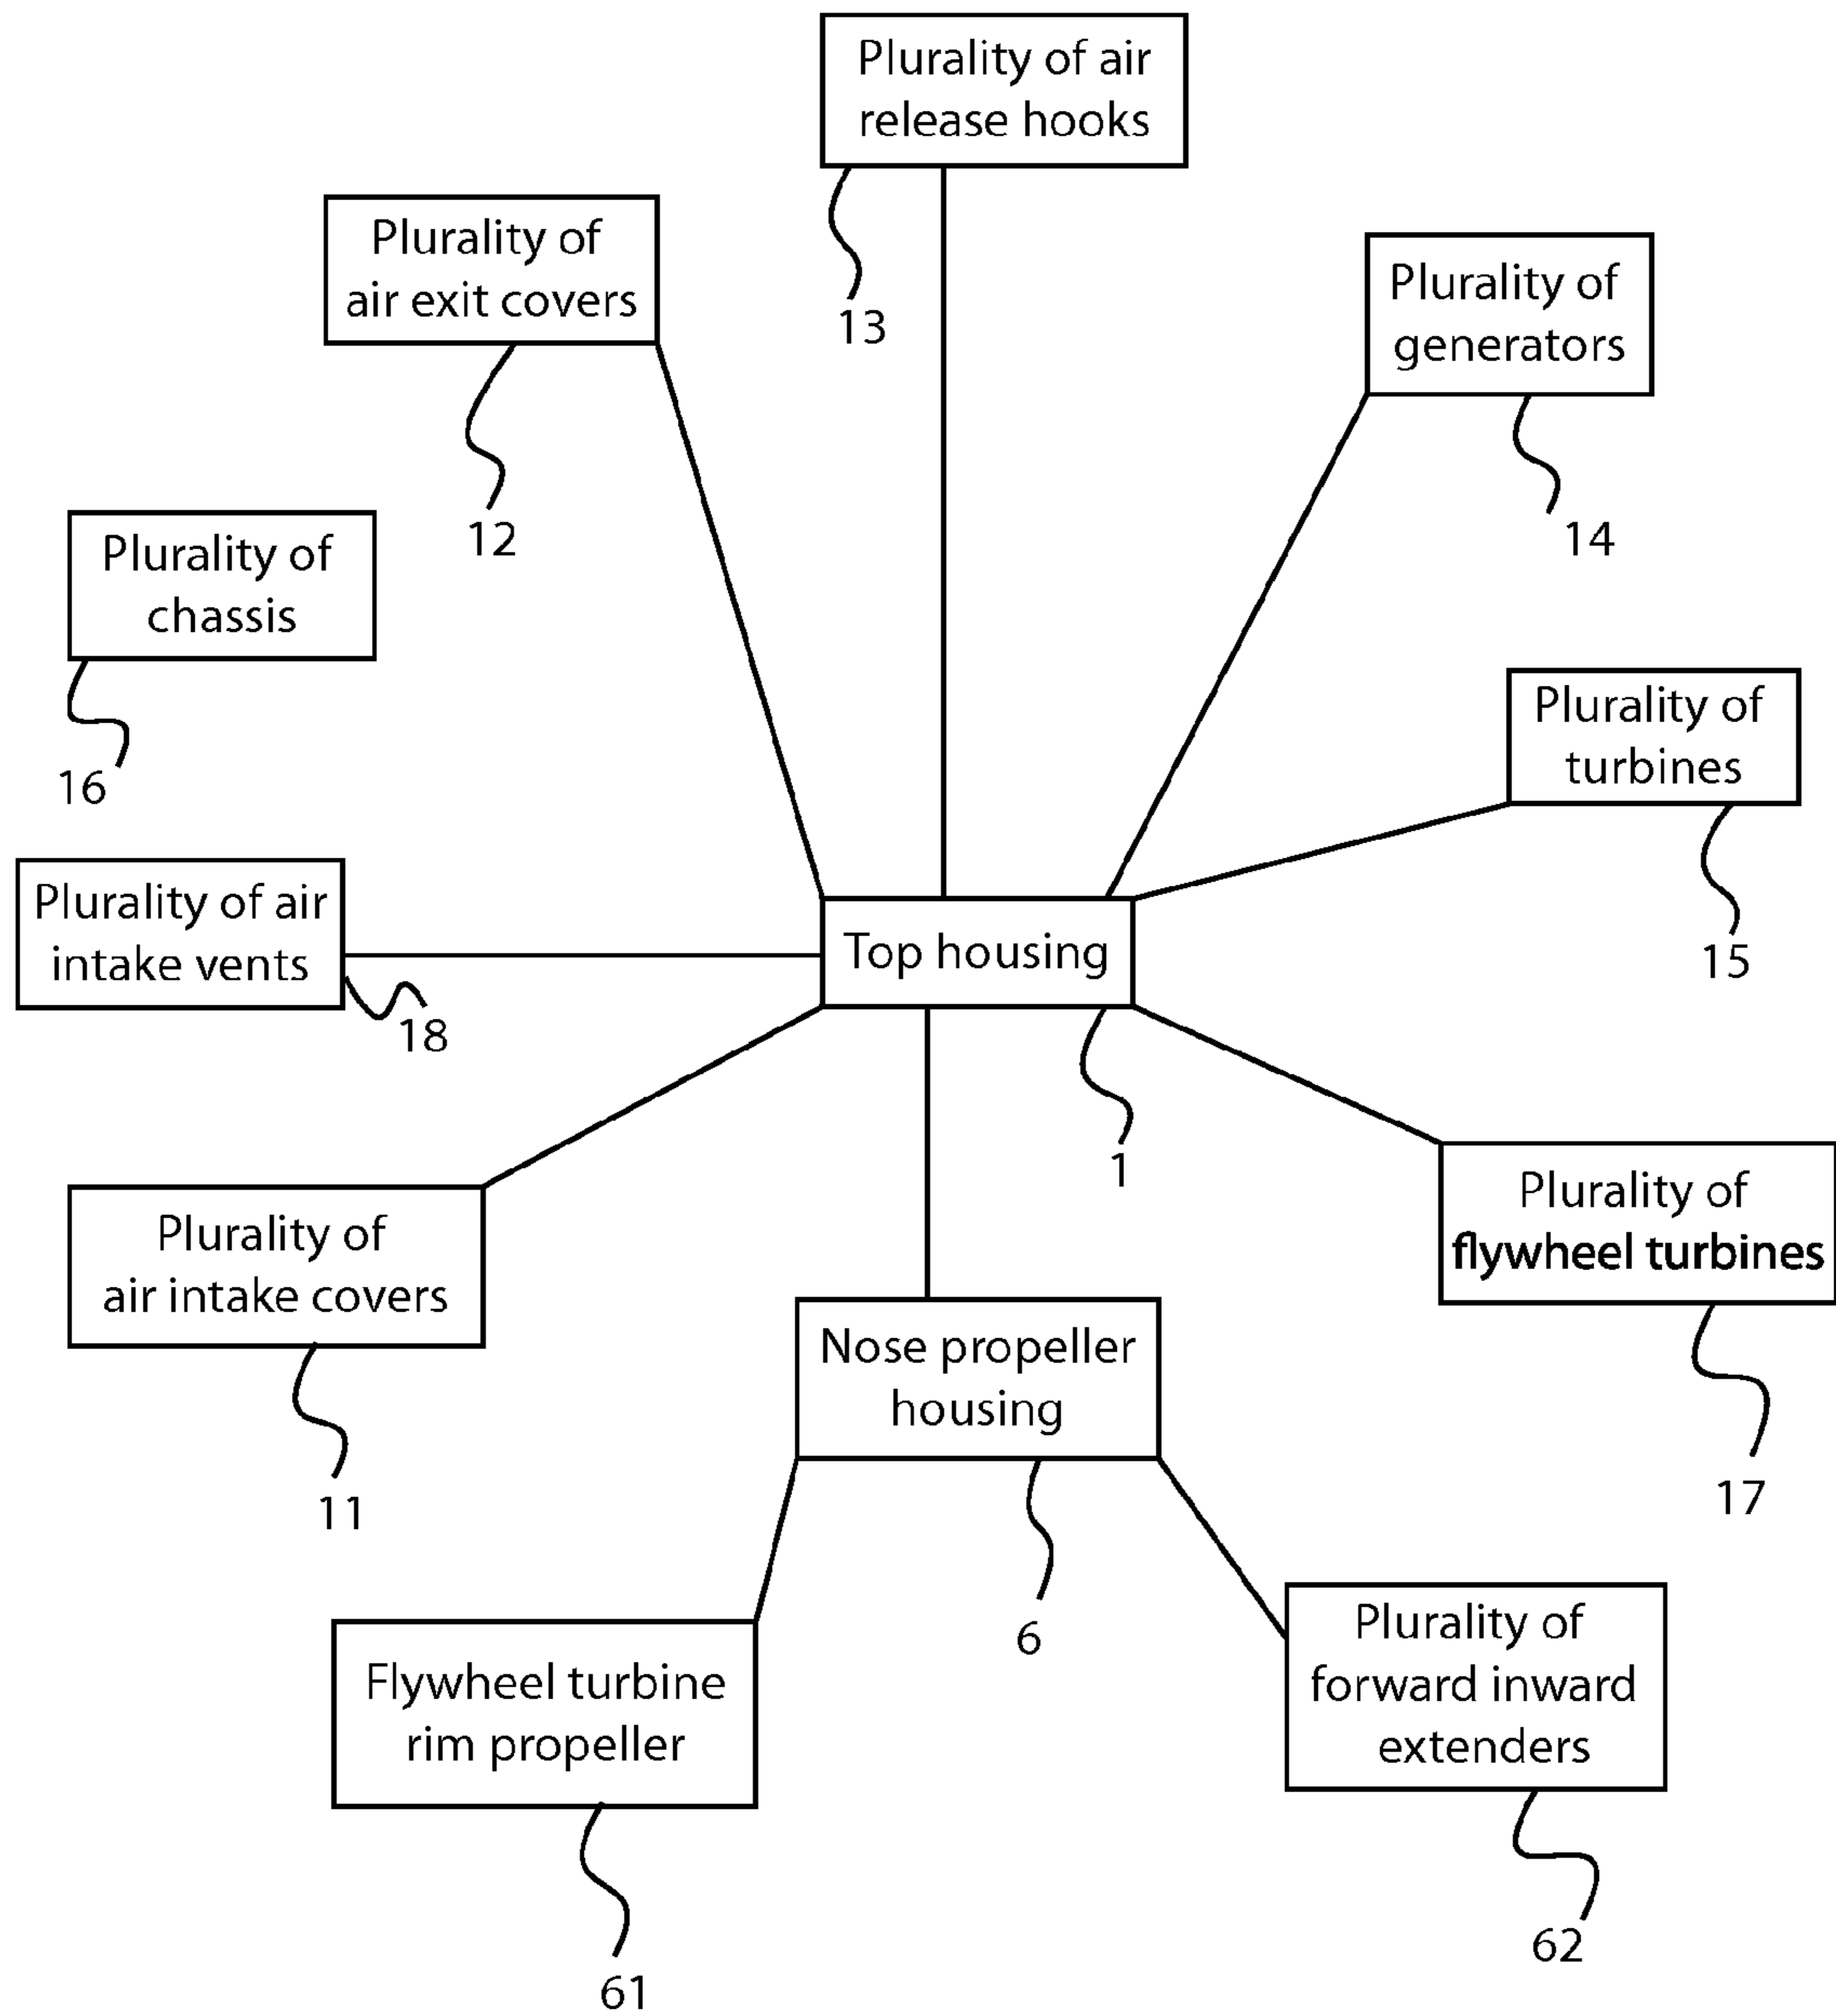 Plurality of air
release hooks
13
Plurality of
air exit covers
12
Plurality of
generators
14
Plurality of
chassis
16
Plurality of
turbines
15
Plurality of air
intake vents
18
Top housing
1
Plurality of
air intake covers
11
Plurality of
flywheel turbines
17
Nose propeller
housing
6
Flywheel turbine
rim propeller
61
Plurality of
forward inward
extenders
62